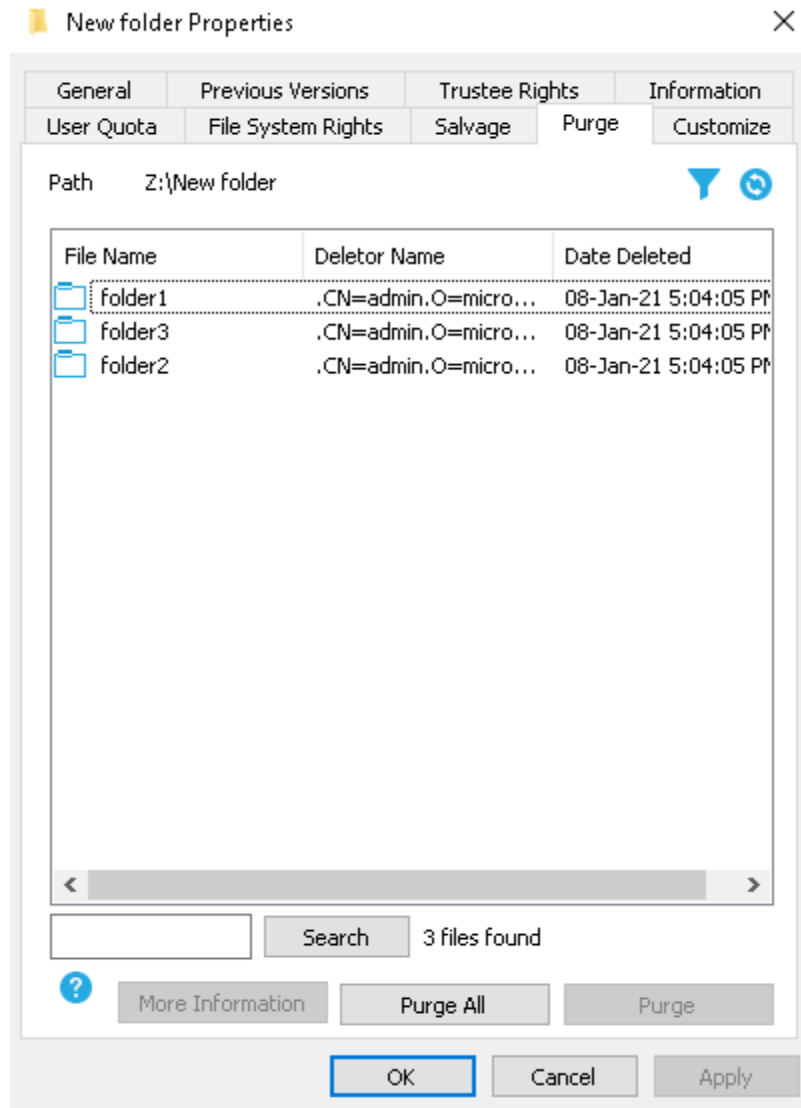 New folder Properties
General Previous Versions Trustee Rights Information
User Quota File System Rights Salvage Purge Customize
Path Z:\New folder
File Name Deletor Name Date Deleted
folder1 .CN=admin.O=micro... 08-Jan-21 5:04:05 PM
folder3 .CN=admin.O=micro... 08-Jan-21 5:04:05 PM
folder2 .CN=admin.O=micro... 08-Jan-21 5:04:05 PM
Search 3 files found
? More Information Purge All Purge
OK Cancel Apply